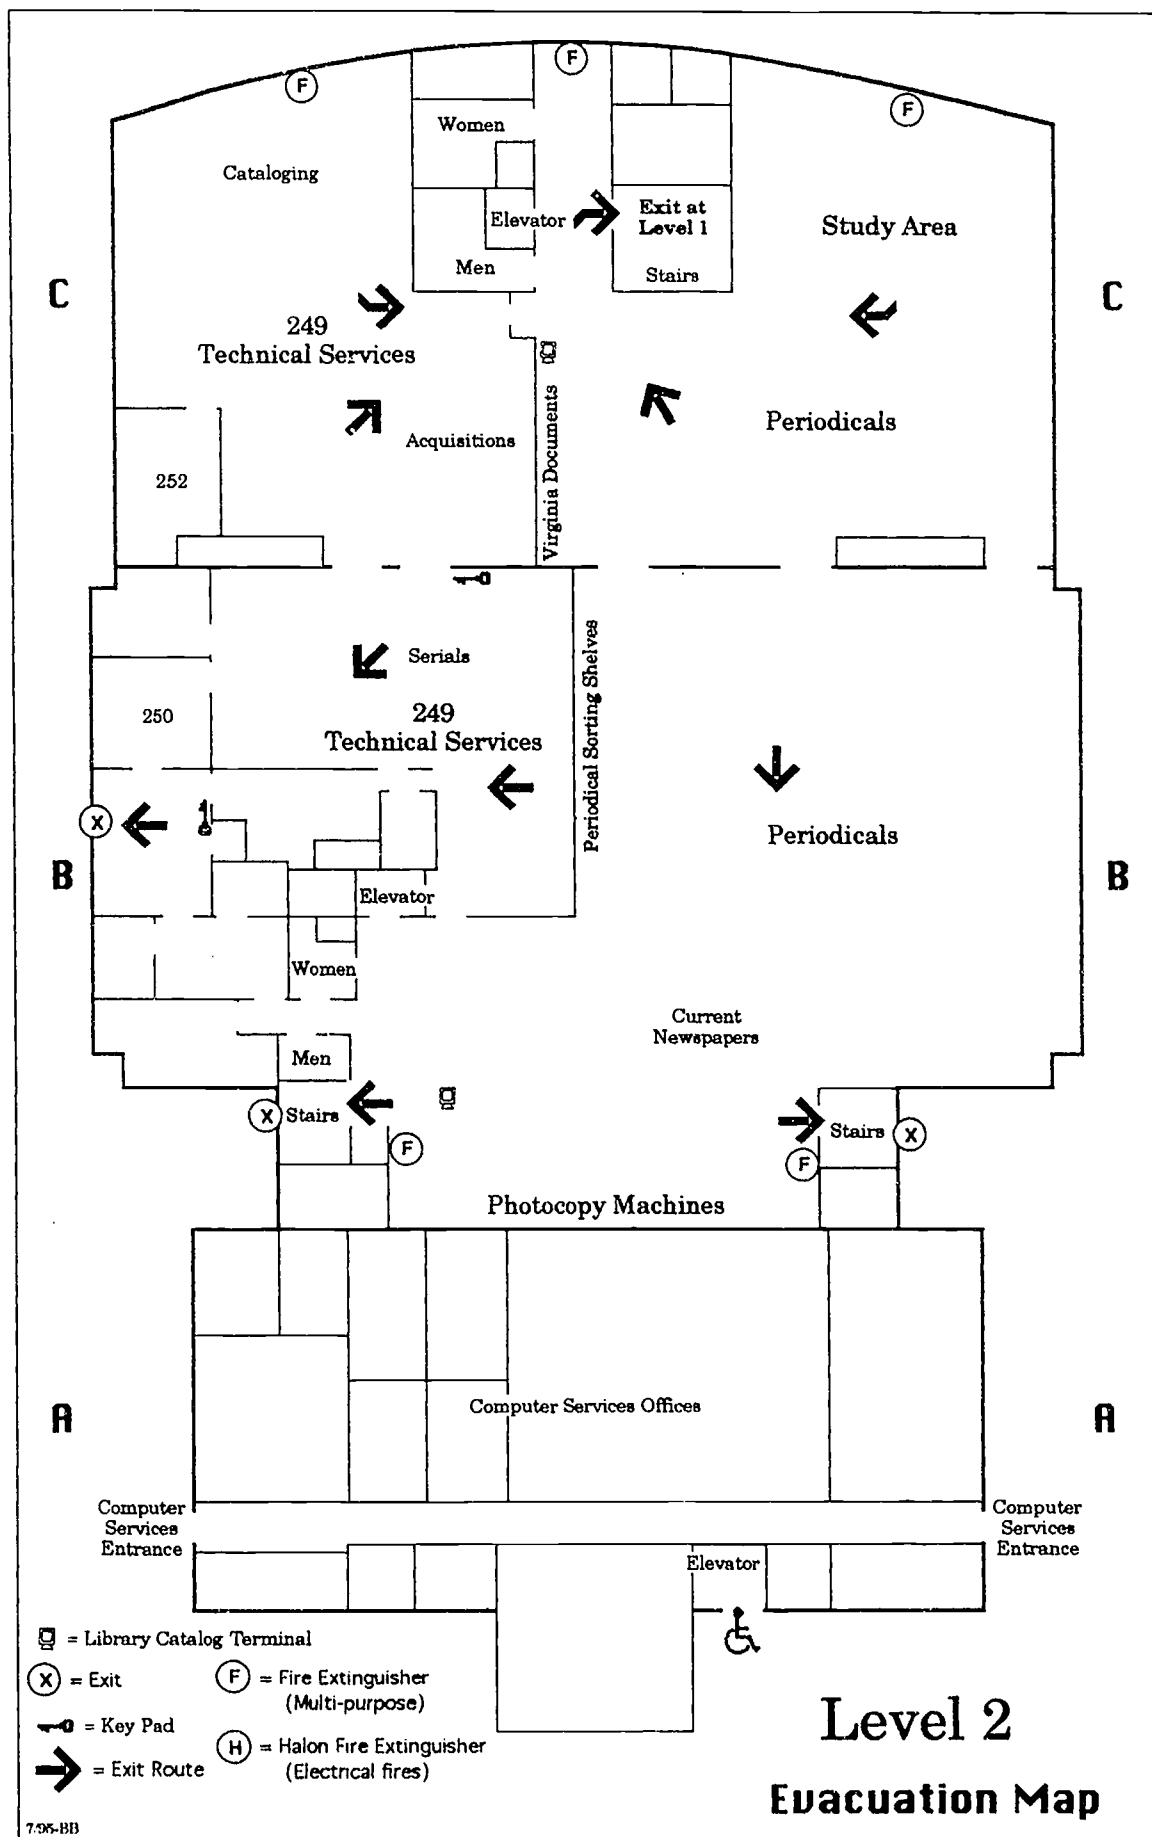 F
F
F
Women
Cataloging
Elevator
Exit at
Level 1
Study Area
Men
Stairs
C
C
249
Technical Services
Virginia Documents
Periodicals
Acquisitions
252
Serials
Periodical Sorting Shelves
250
249
Technical Services
X
Periodicals
B
B
Elevator
Women
Current
Newspapers
Men
X
Stairs
F
Stairs
X
F
Photocopy Machines
A
A
Computer Services Offices
Computer
Services
Entrance
Computer
Services
Entrance
Elevator
= Library Catalog Terminal
X = Exit
F = Fire Extinguisher
(Multi-purpose)
= Key Pad
H = Halon Fire Extinguisher
(Electrical fires)
= Exit Route
Level 2
Evacuation Map
7/95-BB